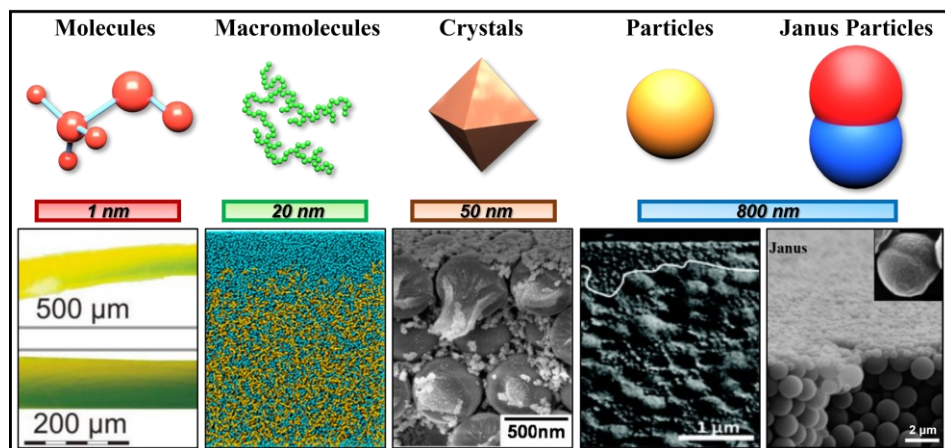 Molecules
Macromolecules
Crystals
Particles
Janus Particles
1 nm
20 nm
50 nm
800 nm
500 µm
200 µm
500nm
1 µm
Janus
2 µm